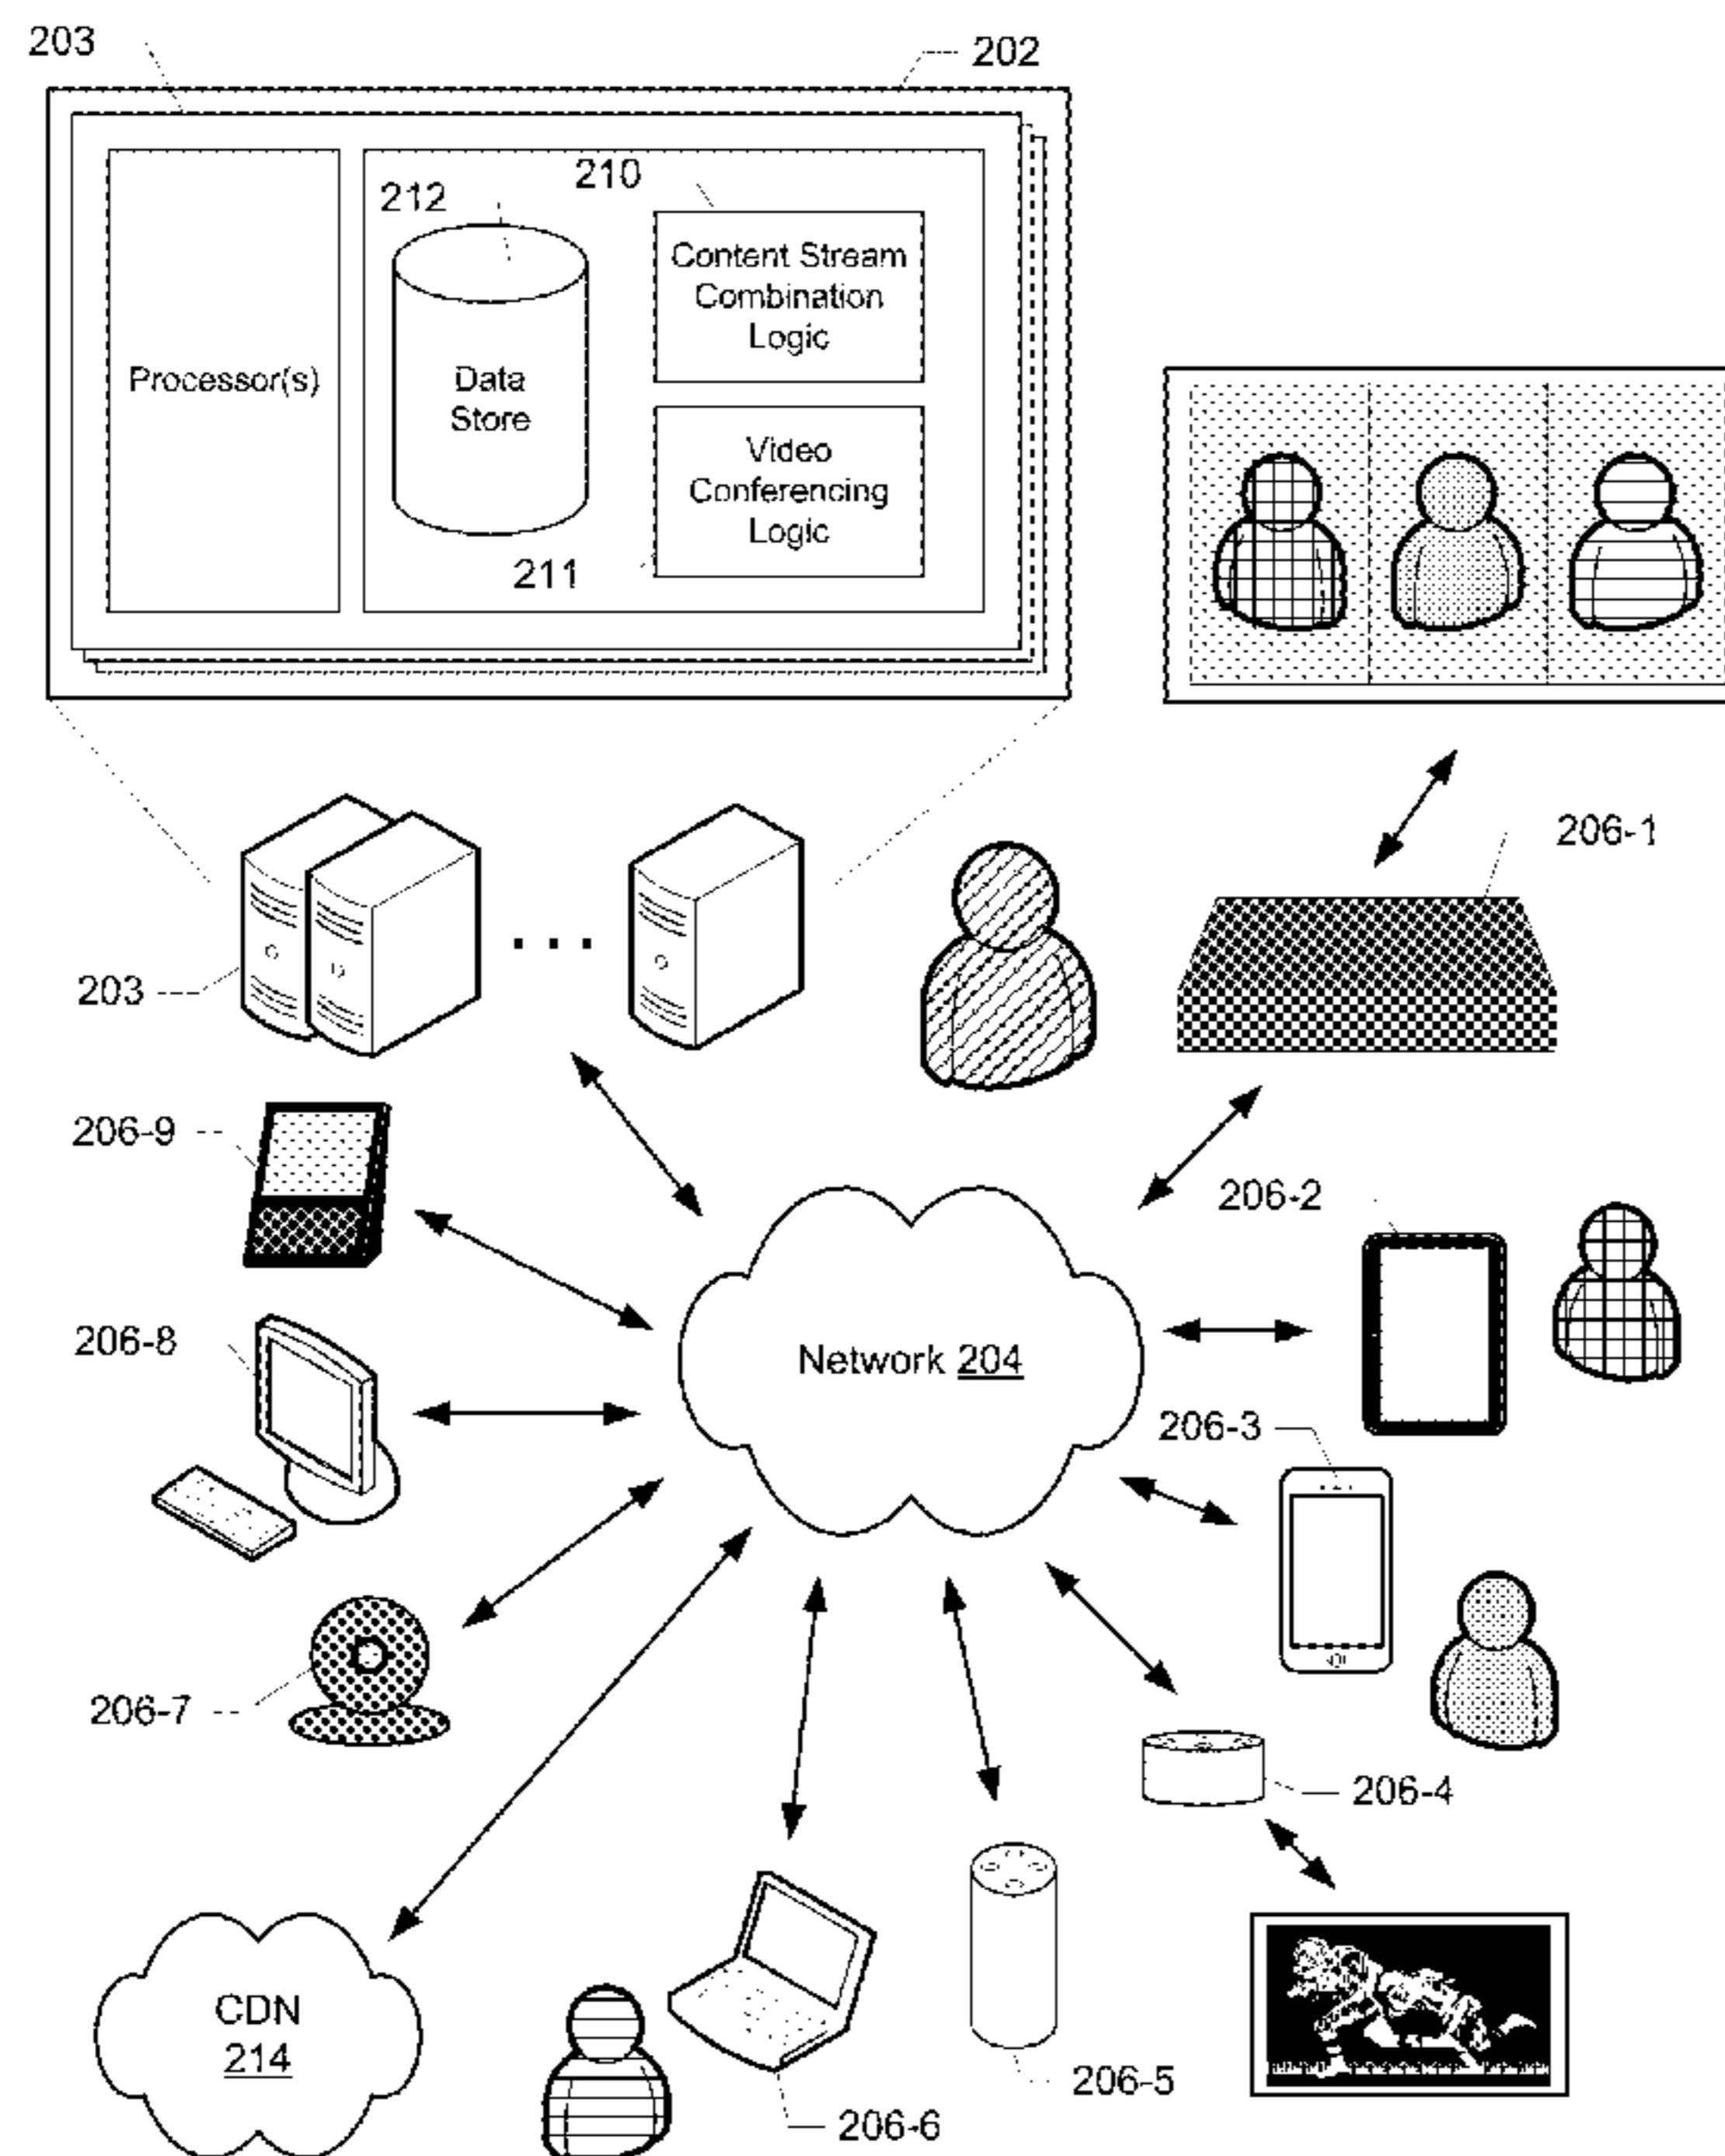 203
202
212
210
Content Stream
Combination
Logic
Processor(s)
Data
Store
Video
Conferencing
Logic
211
206-1
203
206-9
206-2
206-8
Network 204
206-3
206-7
206-4
CDN
214
206-5
206-6